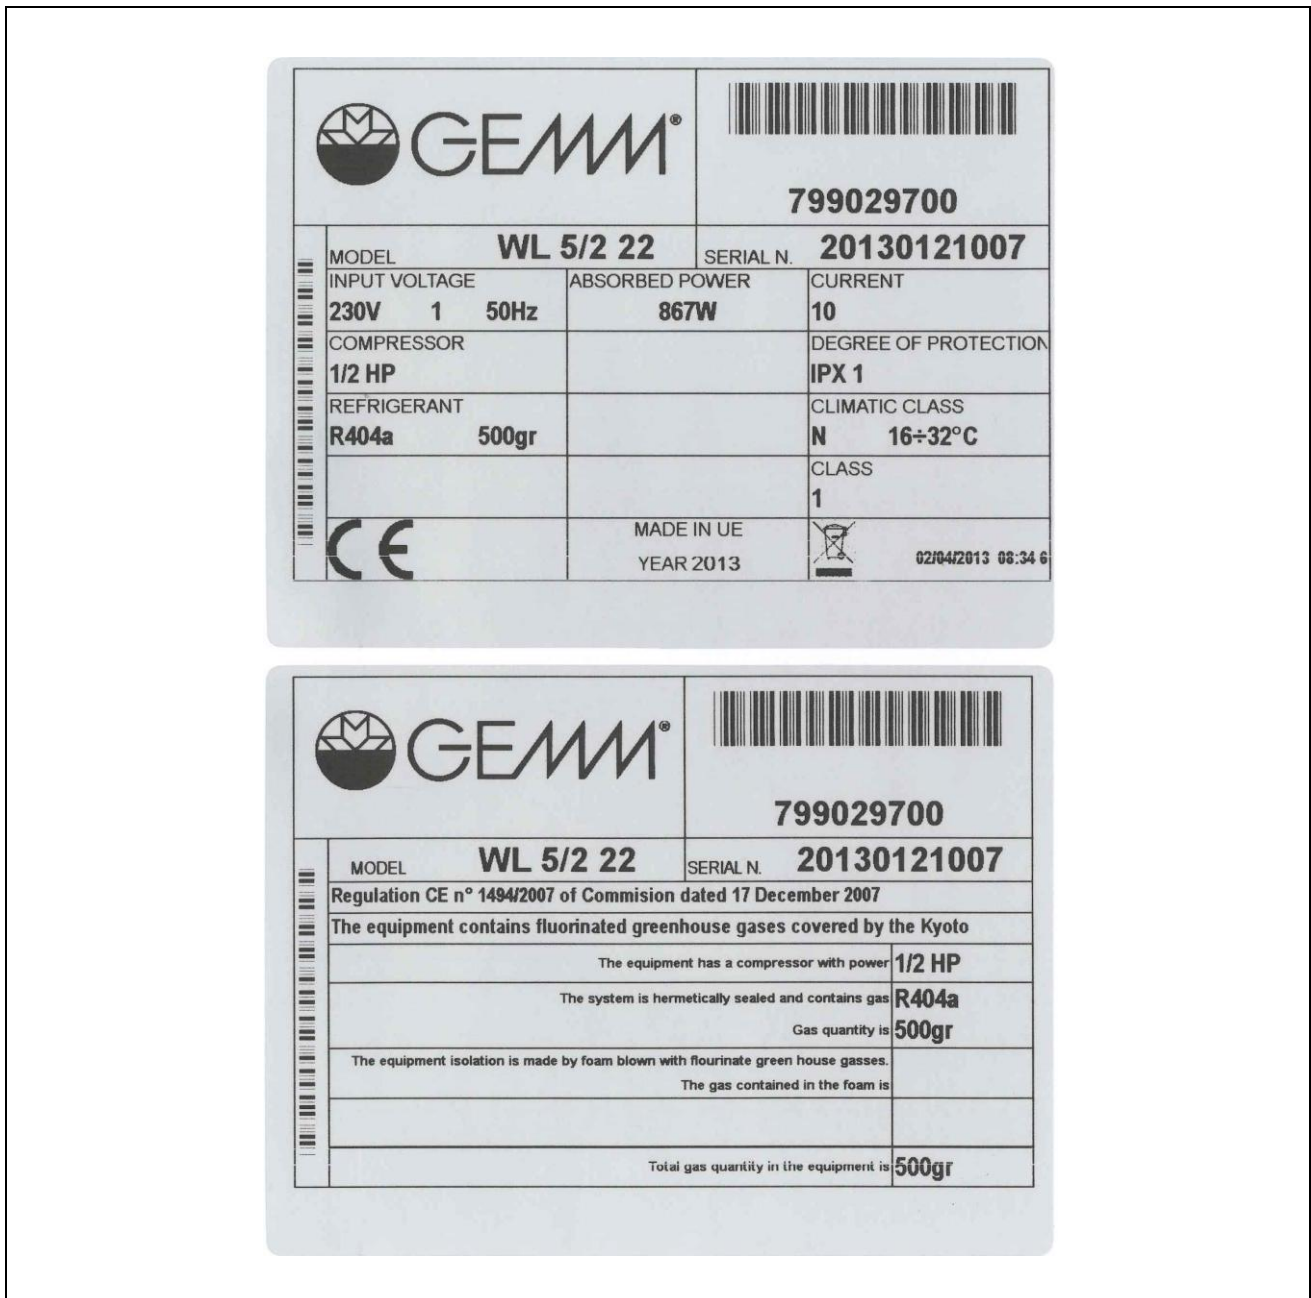 GEMM®
799029700
MODEL WL 5/2 22 SERIAL N. 20130121007
INPUT VOLTAGE ABSORBED POWER CURRENT
230V 1 50Hz 867W 10
COMPRESSOR DEGREE OF PROTECTION
1/2 HP IPX 1
REFRIGERANT CLIMATIC CLASS
R404a 500gr N 16÷32°C
CLASS
1
CE MADE IN UE
YEAR 2013 02/04/2013 08:34 6
GEMM®
799029700
MODEL WL 5/2 22 SERIAL N. 20130121007
Regulation CE n° 1494/2007 of Commision dated 17 December 2007
The equipment contains fluorinated greenhouse gases covered by the Kyoto
The equipment has a compressor with power 1/2 HP
The system is hermetically sealed and contains gas R404a
Gas quantity is 500gr
The equipment isolation is made by foam blown with flourinate green house gasses.
The gas contained in the foam is
Total gas quantity in the equipment is 500gr